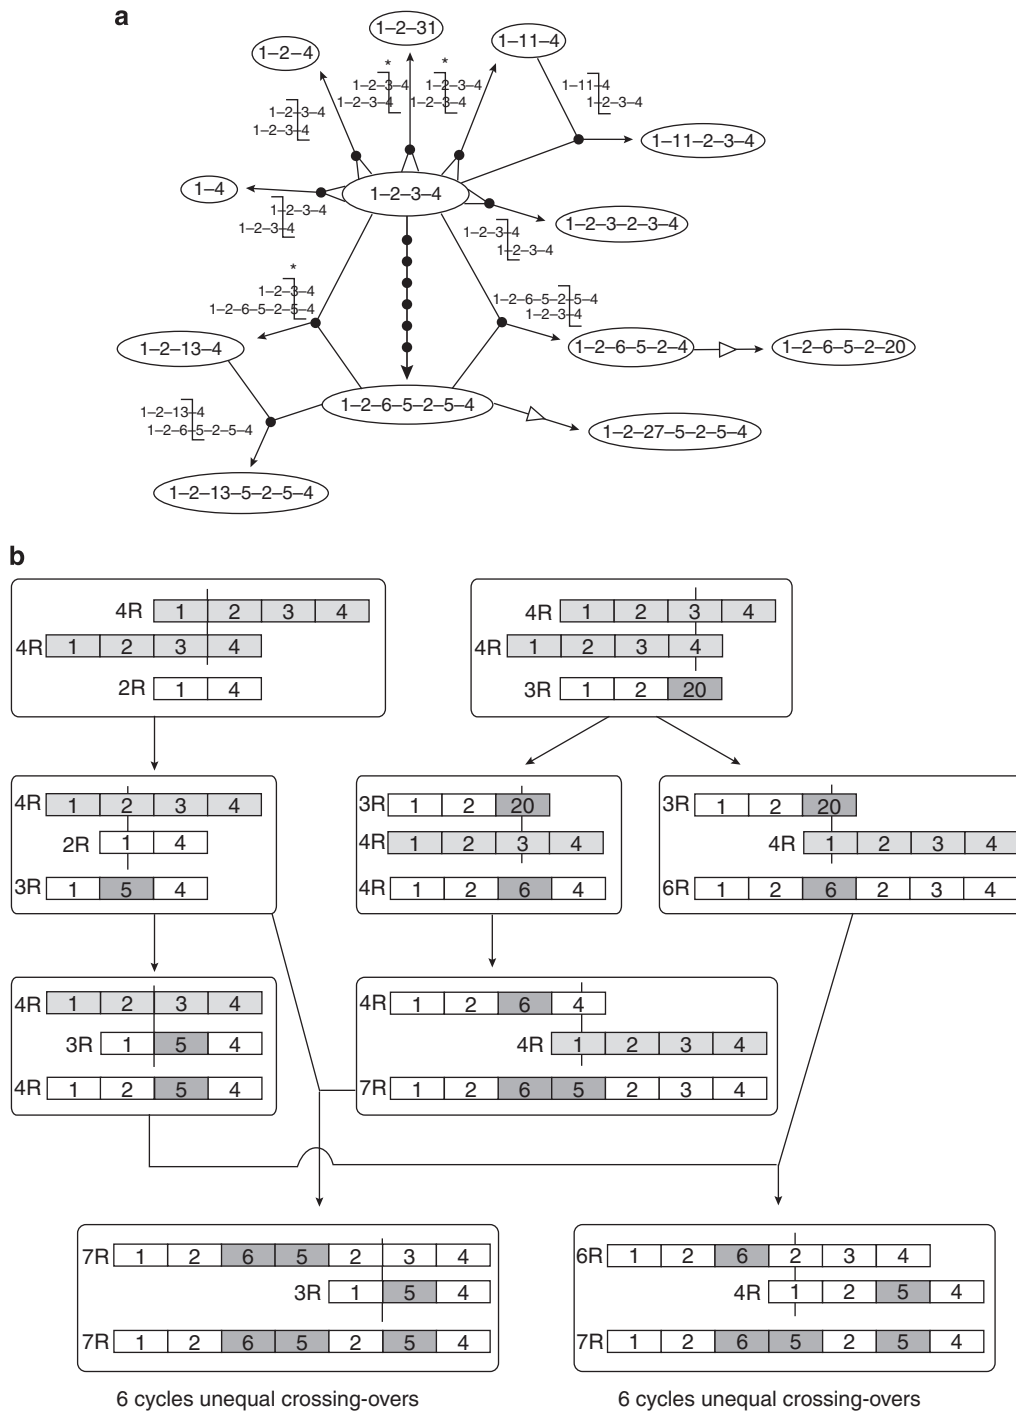 a
1–2–31
1–2–4
1–11–4
*
*
1–2–3–4
1–2–3–4
1–2–3–4
1–2–3–4
1–11–4
1–2–3–4
1–2–3–4
1–2–3–4
1–11–2–3–4
1–4
1–2–3–4
1–2–3–4
1–2–3–4
1–2–3–2–3–4
1–2–3–4
1–2–3–4
*
1–2–3–4
1–2–6–5–2–5–4
1–2–6–5–2–5–4
1–2–3–4
1–2–13–4
1–2–6–5–2–4
1–2–6–5–2–20
1–2–6–5–2–5–4
1–2–13–4
1–2–6–5–2–5–4
1–2–27–5–2–5–4
1–2–13–5–2–5–4
b
4R 1 2 3 4
4R 1 2 3 4
2R 1 4
4R 1 2 3 4
4R 1 2 3 4
3R 1 2 20
4R 1 2 3 4
2R 1 4
3R 1 5 4
3R 1 2 20
4R 1 2 3 4
4R 1 2 6 4
3R 1 2 20
4R 1 2 3 4
6R 1 2 6 2 3 4
4R 1 2 3 4
3R 1 5 4
4R 1 2 5 4
4R 1 2 6 4
4R 1 2 3 4
7R 1 2 6 5 2 3 4
7R 1 2 6 5 2 3 4
3R 1 5 4
7R 1 2 6 5 2 5 4
6R 1 2 6 2 3 4
4R 1 2 5 4
7R 1 2 6 5 2 5 4
6 cycles unequal crossing-overs
6 cycles unequal crossing-overs